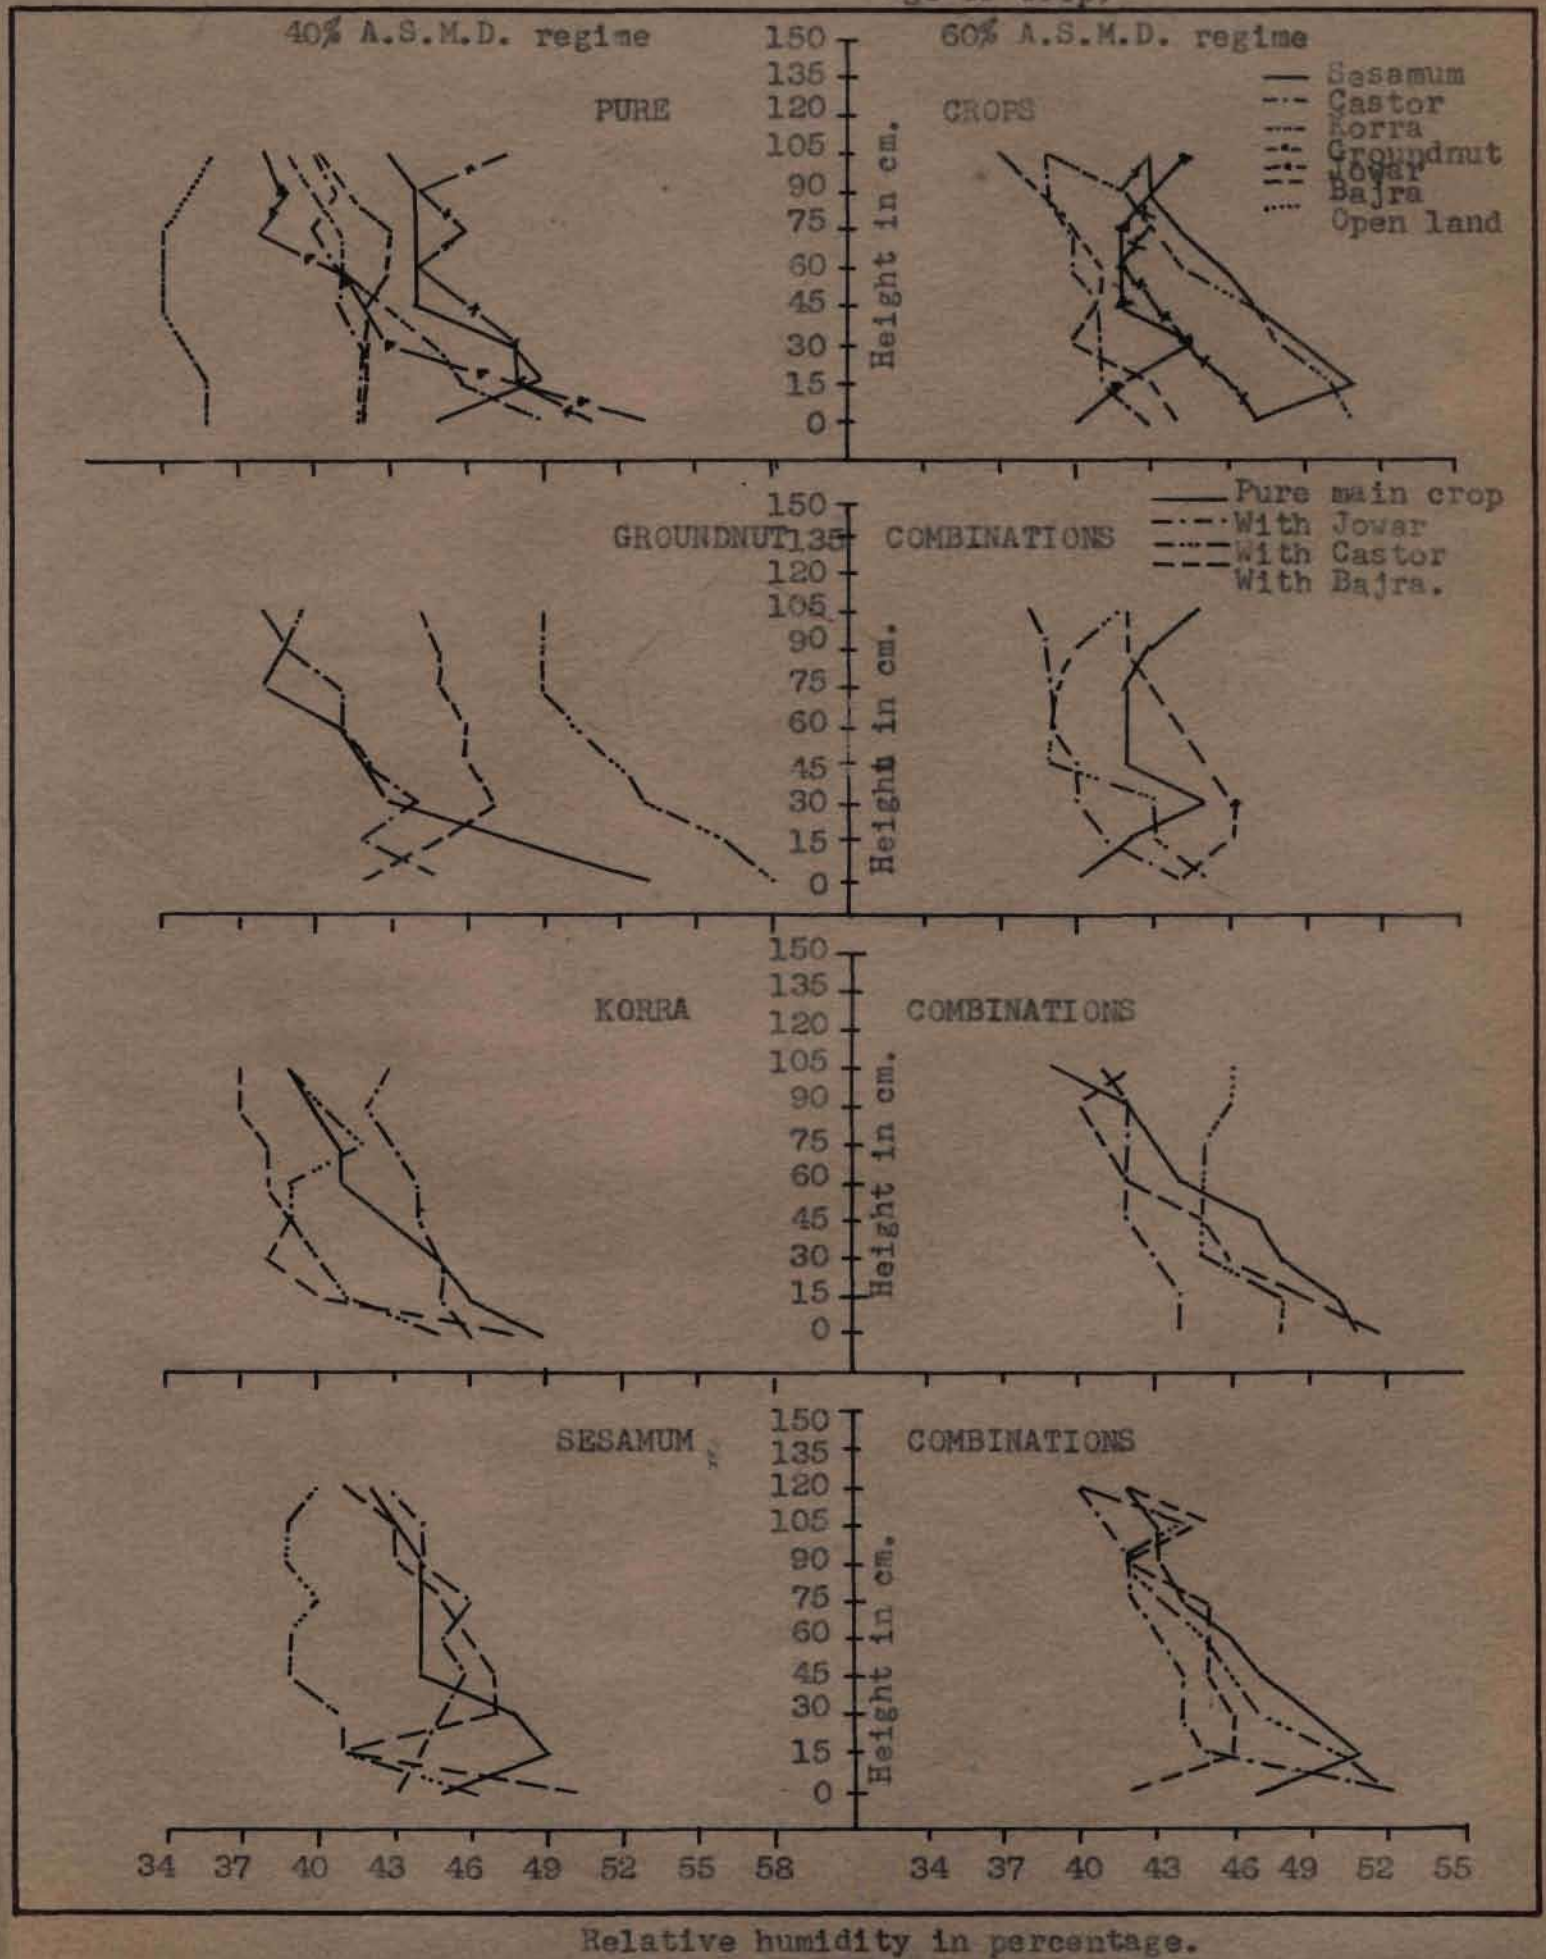 40% A.S.M.D. regime
60% A.S.M.D. regime
PURE CROPS
Sesamum
Castor
Korra
Groundnut
Jowar
Bajra
Open land
150
135
120
105
90
75
60
45
30
15
0
Height in cm.
GROUNDNUT COMBINATIONS
Pure main crop
With Jowar
With Castor
With Bajra.
150
135
120
105
90
75
60
45
30
15
0
Height in cm.
KORRA COMBINATIONS
150
135
120
105
90
75
60
45
30
15
0
Height in cm.
SESAMUM COMBINATIONS
150
135
120
105
90
75
60
45
30
15
0
Height in cm.
34 37 40 43 46 49 52 55 58 34 37 40 43 46 49 52 55
Relative humidity in percentage.